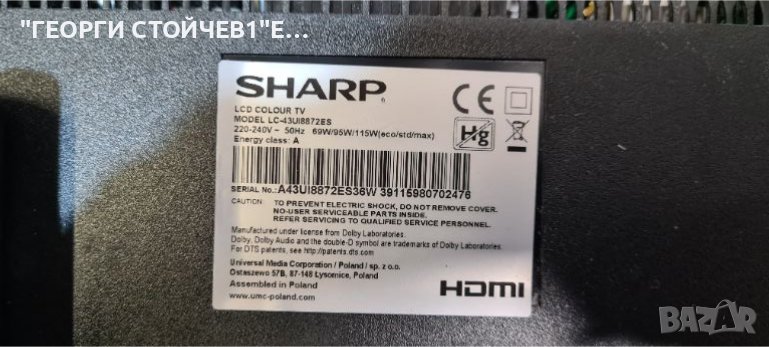 "ГЕОРГИ СТОЙЧЕВ1"Е...
SHARP
LCD COLOUR TV
MODEL LC-43UI8872ES
220-240V ~ 50Hz 69W/95W/115W(eco/std/max)
Energy class: A
CE
Hg
SERIAL No.: A43UI8872ES36W 39115980702476
CAUTION: TO PREVENT ELECTRIC SHOCK, DO NOT REMOVE COVER.
NO-USER SERVICEABLE PARTS INSIDE.
REFER SERVICING TO QUALIFIED SERVICE PERSONNEL.
Manufactured under license from Dolby Laboratories.
Dolby, Dolby Audio and the double-D symbol are trademarks of Dolby Laboratories.
For DTS patents, see http://patents.dts.com
Universal Media Corporation / Poland / sp. z o.o.
Ostaszewo 57B, 87-148 Łysomice, Poland
Assembled in Poland
www.umc-poland.com
HDMI
BAZAR